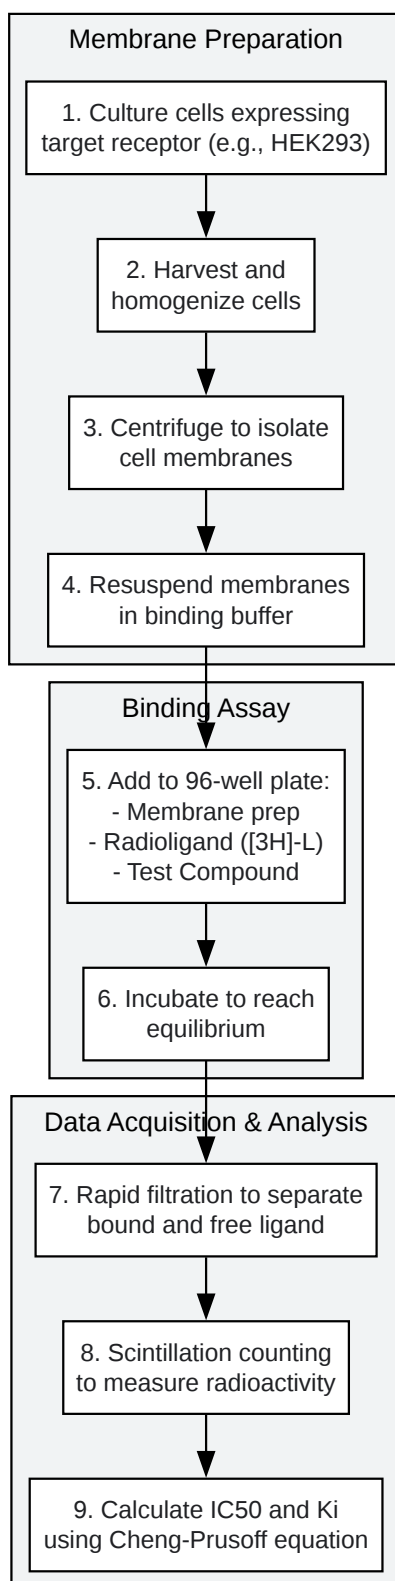 Membrane Preparation
1. Culture cells expressing
target receptor (e.g., HEK293)
2. Harvest and
homogenize cells
3. Centrifuge to isolate
cell membranes
4. Resuspend membranes
in binding buffer
Binding Assay
5. Add to 96-well plate:
- Membrane prep
- Radioligand ([3H]-L)
- Test Compound
6. Incubate to reach
equilibrium
Data Acquisition & Analysis
7. Rapid filtration to separate
bound and free ligand
8. Scintillation counting
to measure radioactivity
9. Calculate IC50 and Ki
using Cheng-Prusoff equation